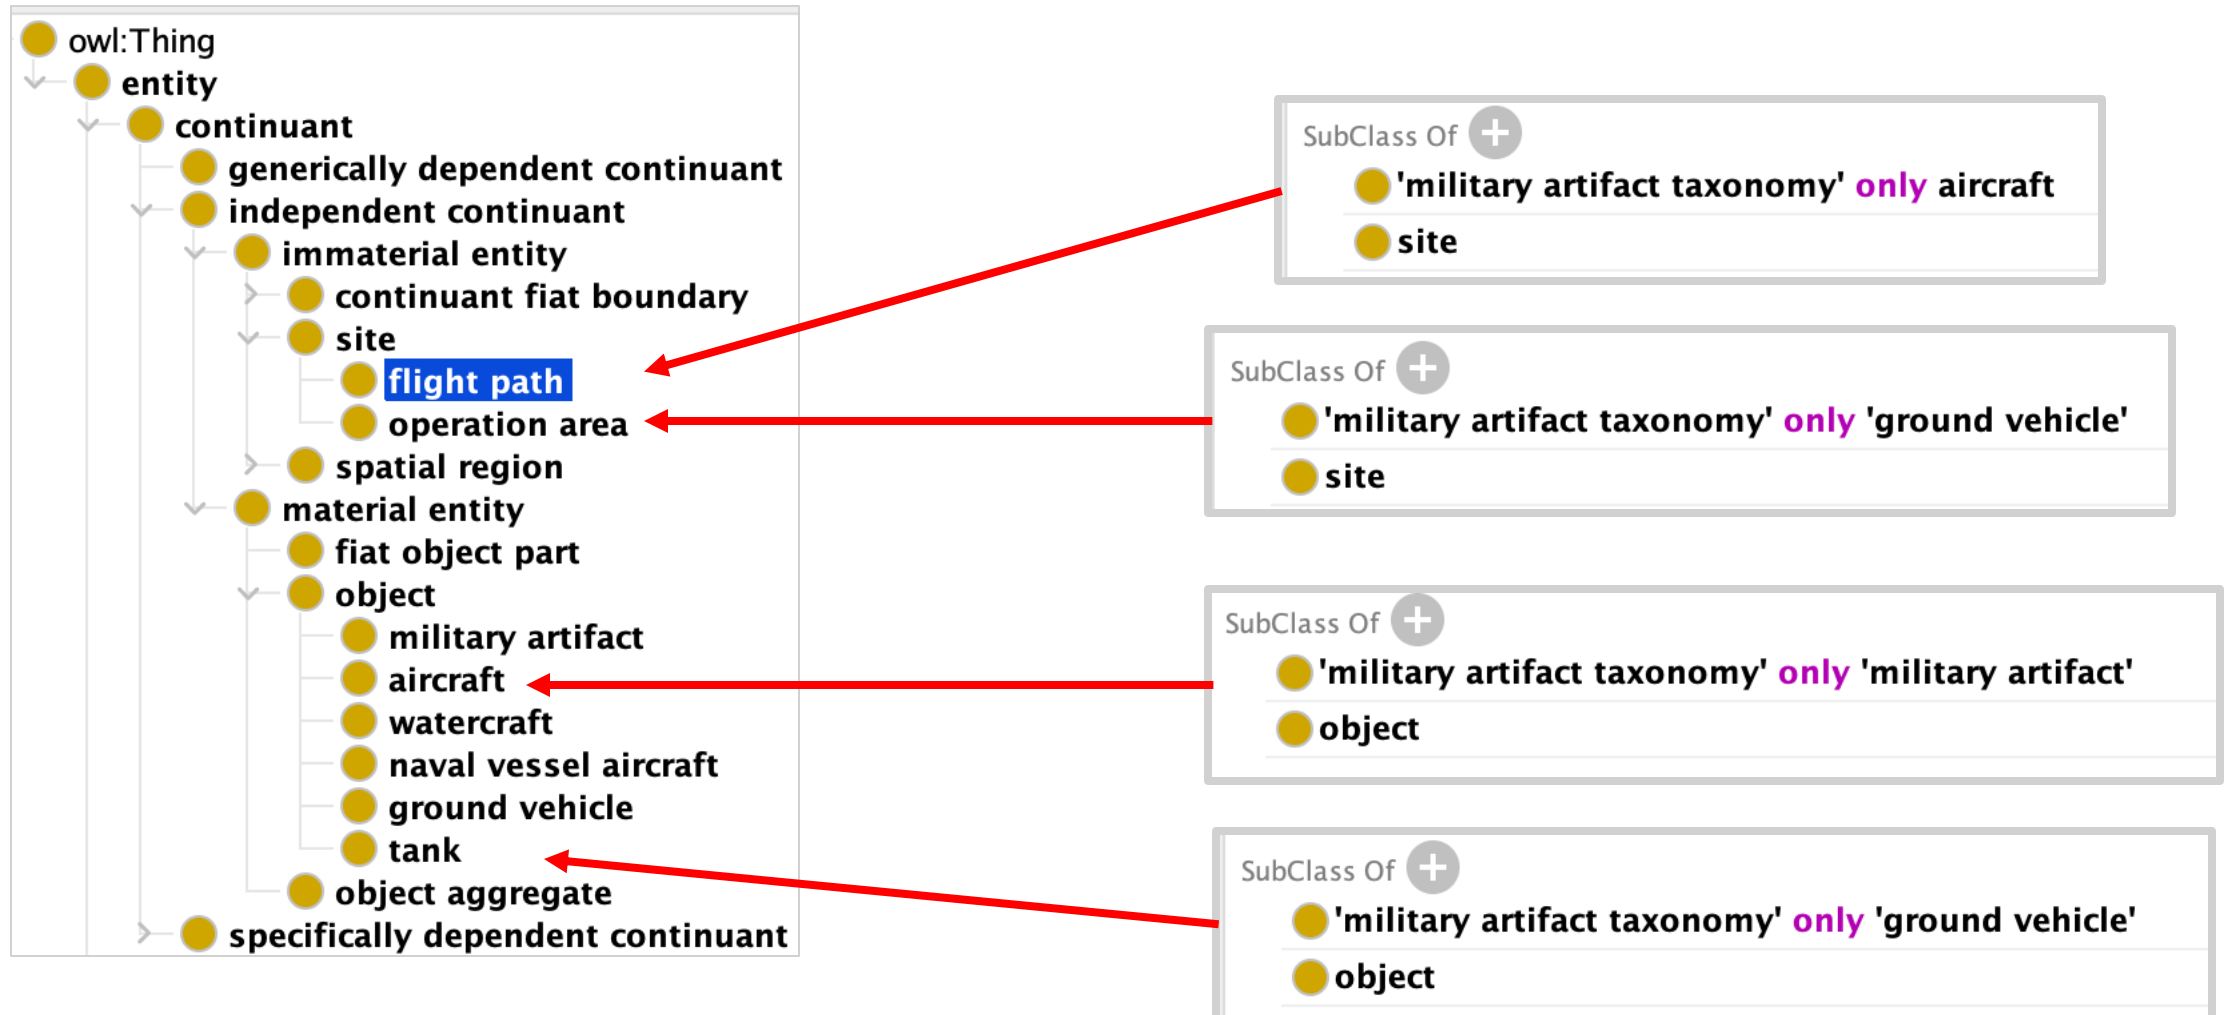 owl:Thing
entity
continuant
generically dependent continuant
independent continuant
immaterial entity
continuant fiat boundary
site
flight path
operation area
spatial region
material entity
fiat object part
object
military artifact
aircraft
watercraft
naval vessel aircraft
ground vehicle
tank
object aggregate
specifically dependent continuant
SubClass Of
'military artifact taxonomy' only aircraft
site
SubClass Of
'military artifact taxonomy' only 'ground vehicle'
site
SubClass Of
'military artifact taxonomy' only 'military artifact'
object
SubClass Of
'military artifact taxonomy' only 'ground vehicle'
object